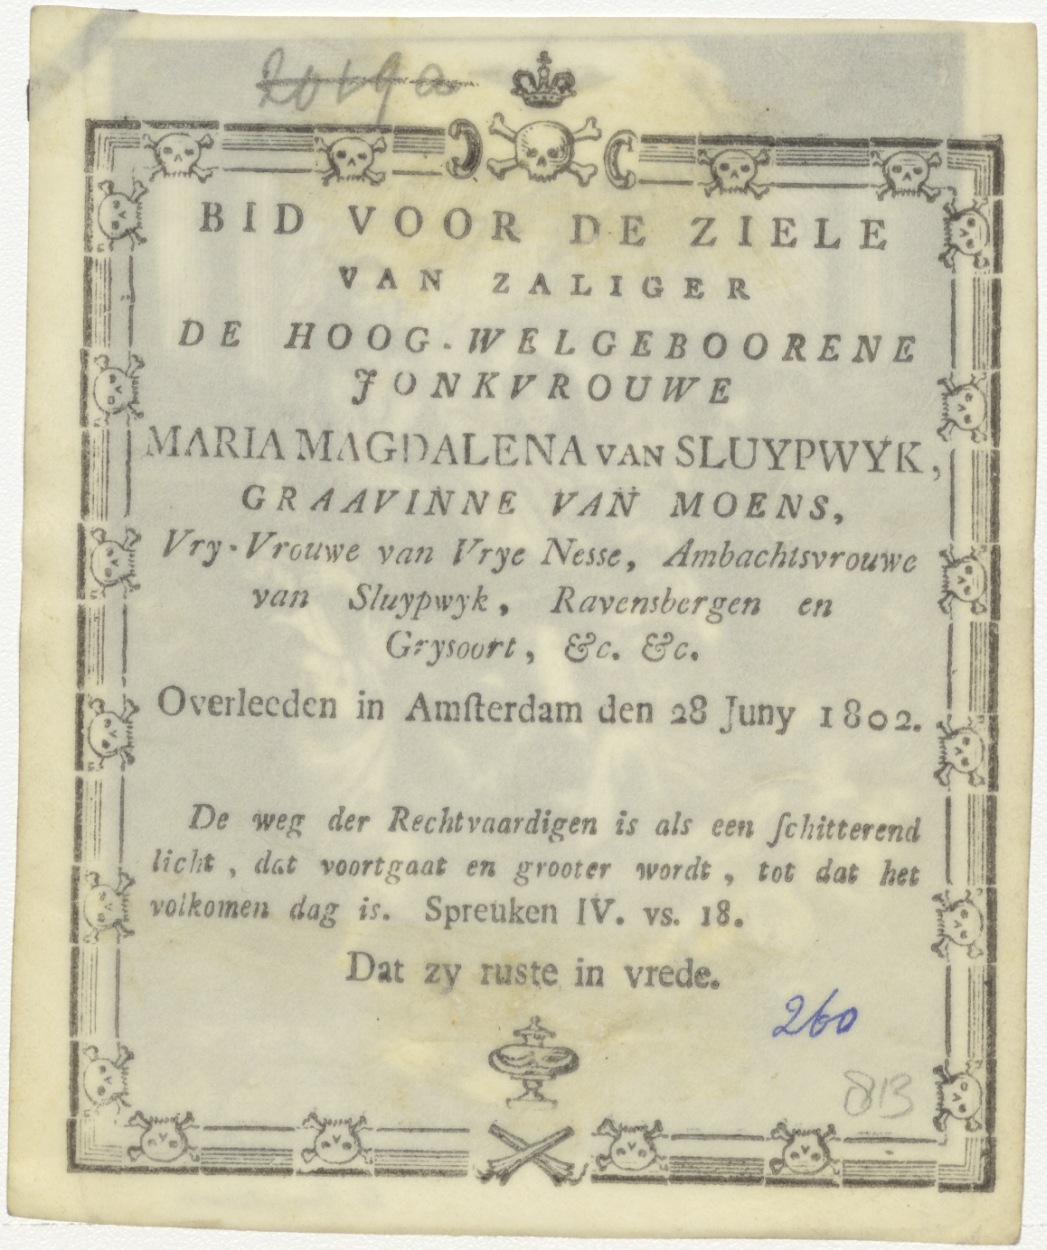 2019a
BID VOOR DE ZIELE
VAN ZALIGER
DE HOOG-WELGEBOORENE
JONKVROUWE
MARIA MAGDALENA VAN SLUYPWYK,
GRAAVINNE VAN MOENS,
Vry-Vrouwe van Vrye Nesse, Ambachtsvrouwe
van Sluypwyk, Ravensbergen en
Grysoort, &c. &c.
Overleeden in Amſterdam den 28 Juny 1802.
De weg der Rechtvaardigen is als een ſchitterend
licht, dat voortgaat en grooter wordt, tot dat het
volkomen dag is. Spreuken IV. vs. 18.
Dat zy ruste in vrede.
260
813